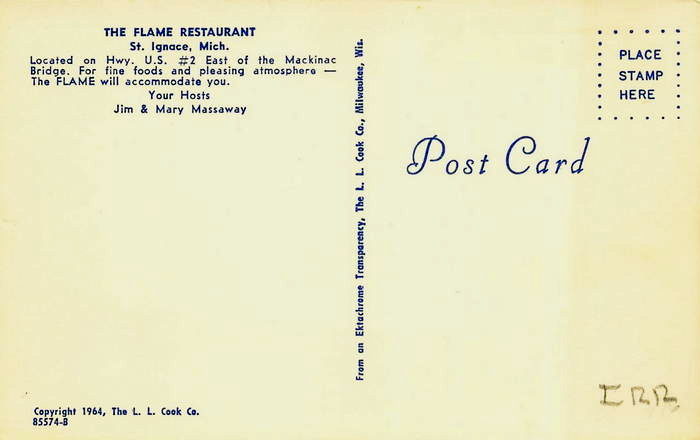 THE FLAME RESTAURANT
St. Ignace, Mich.
Located on Hwy. U.S. #2 East of the Mackinac
Bridge. For fine foods and pleasing atmosphere —
The FLAME will accommodate you.
Your Hosts
Jim & Mary Massaway
From an Ektachrome Transparency, The L. L. Cook Co., Milwaukee, Wis.
PLACE
STAMP
HERE
Post Card
Copyright 1964, The L. L. Cook Co.
85574-B